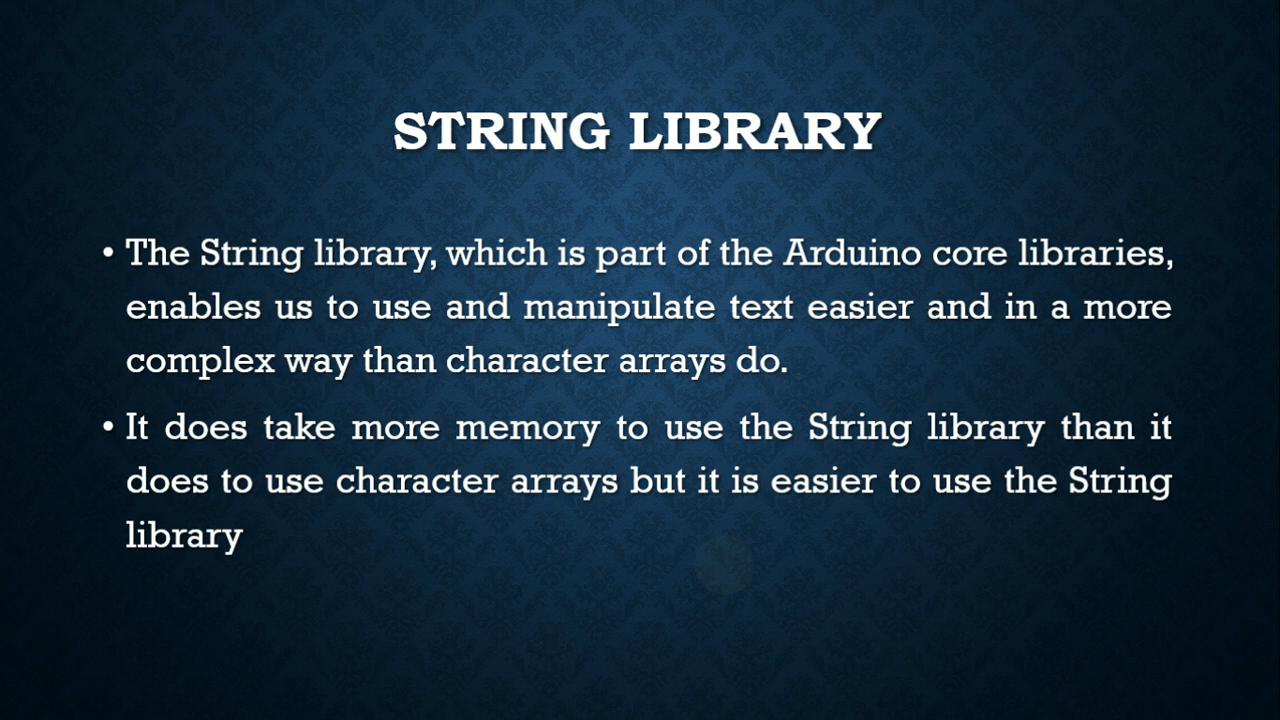 STRING LIBRARY
• The String library, which is part of the Arduino core libraries,
enables us to use and manipulate text easier and in a more
complex way than character arrays do.
• It does take more memory to use the String library than it
does to use character arrays but it is easier to use the String
library